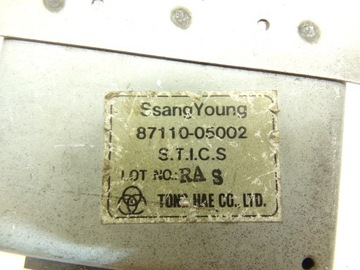 SsangYoung
87110-05002
S.T.I.C.S
LOT NO.: RA S
TONG HAE CO., LTD.